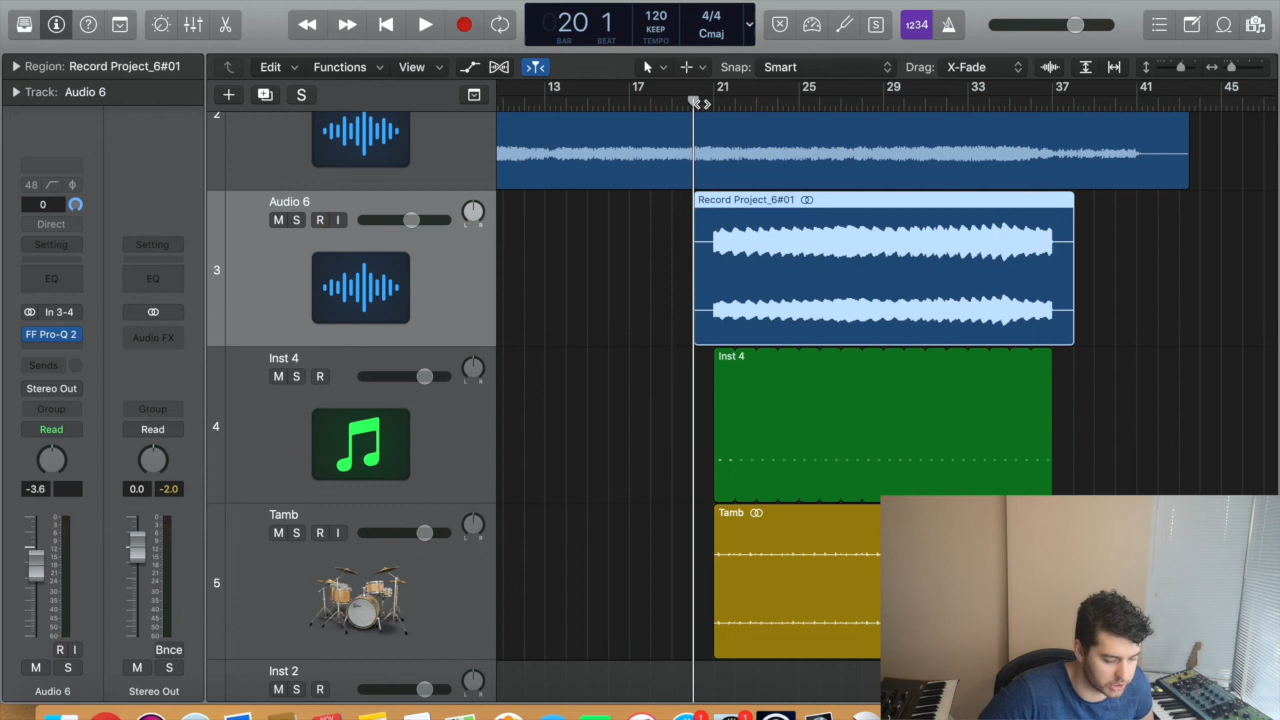 20 1
BAR BEAT
120
KEEP
TEMPO
4/4
Cmaj
1234
Region: Record Project_6#01
Track: Audio 6
Edit Functions View
Snap: Smart
Drag: X-Fade
S
13 17 21 25 29 33 37 41 45
2
48
0
Direct
Setting Setting
EQ EQ
In 3-4
FF Pro-Q 2
Audio FX
Sends
Stereo Out
Group Group
Read Read
-3.6 0.0 -2.0
R I Bnce
M S M S
Audio 6 Stereo Out
Audio 6
M S R I
L R
3
Record Project_6#01
Inst 4
M S R
L R
4
Inst 4
Tamb
M S R I
L R
5
Tamb
Inst 2
M S R
L R